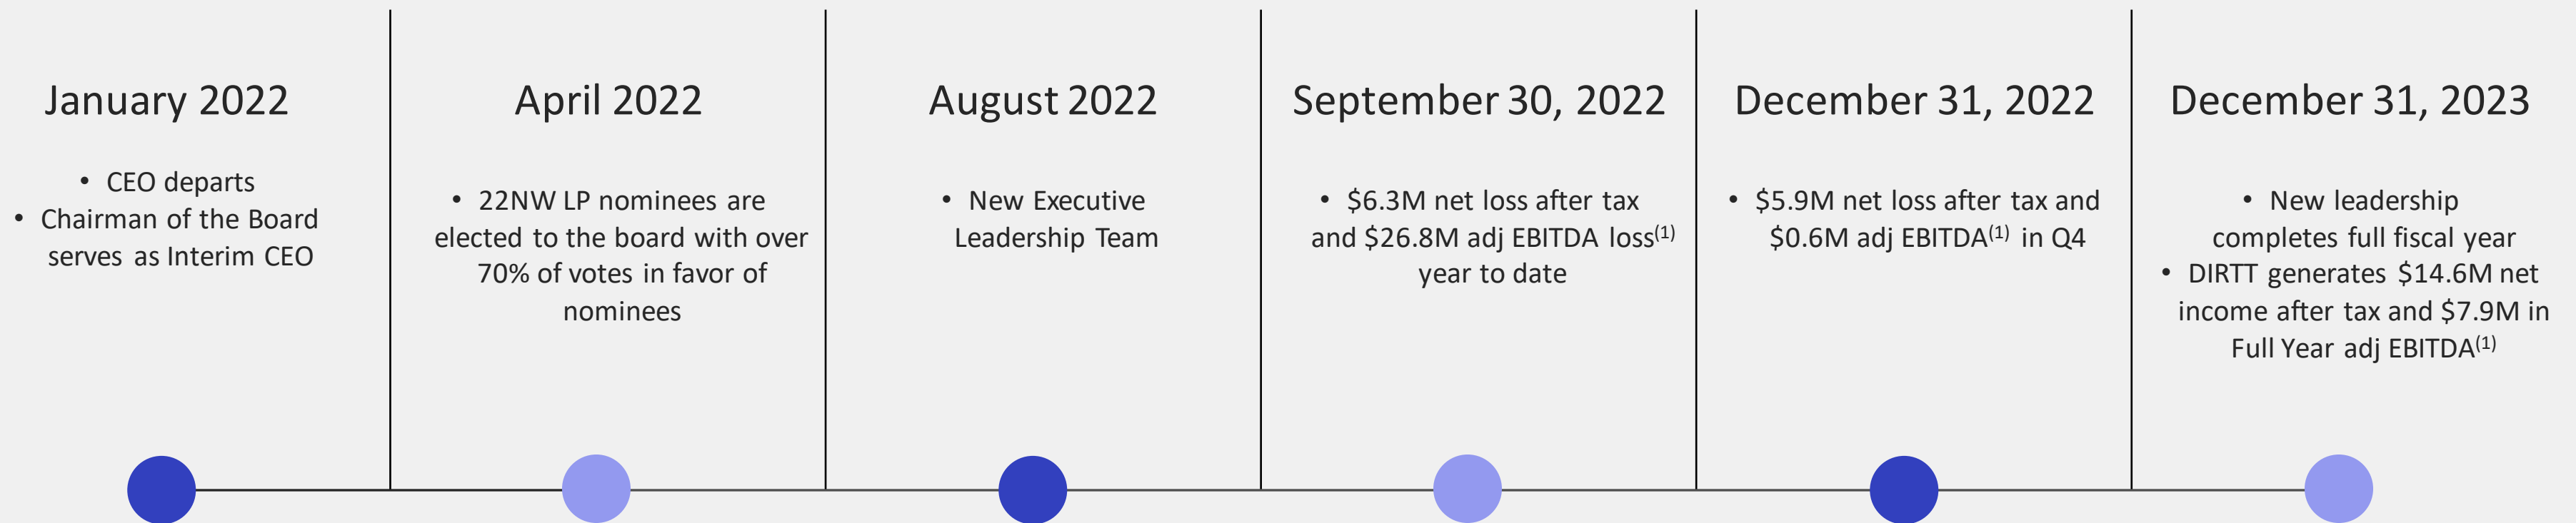 January 2022
• CEO departs
• Chairman of the Board
serves as Interim CEO
April 2022
• 22NW LP nominees are
elected to the board with over
70% of votes in favor of
nominees
August 2022
• New Executive
Leadership Team
September 30, 2022
• $6.3M net loss after tax
and $26.8M adj EBITDA loss(1)
year to date
December 31, 2022
• $5.9M net loss after tax and
$0.6M adj EBITDA(1) in Q4
December 31, 2023
• New leadership
completes full fiscal year
• DIRTT generates $14.6M net
income after tax and $7.9M in
Full Year adj EBITDA(1)